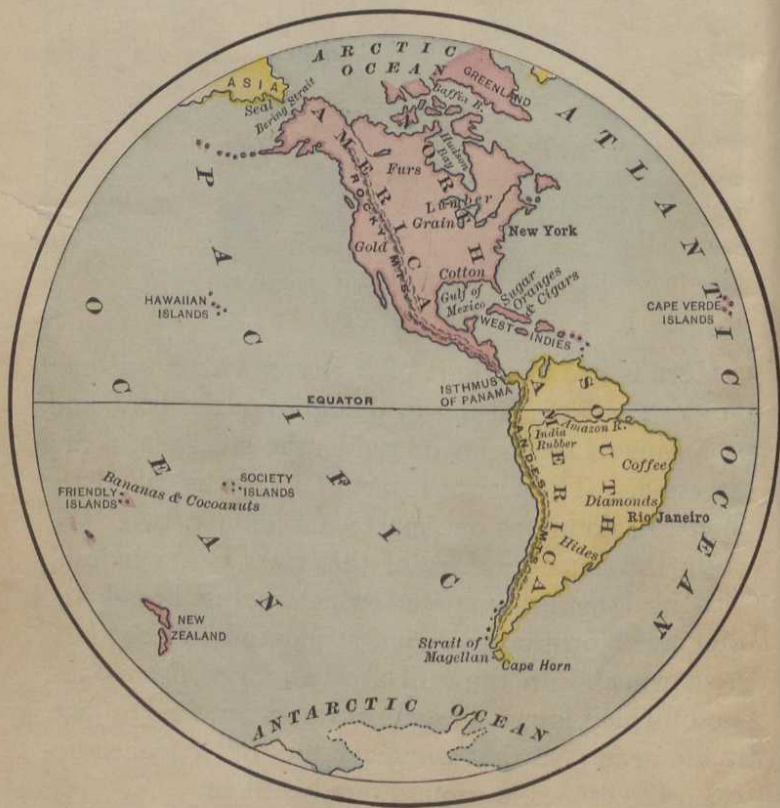 ARCTIC
OCEAN
ASIA
Seal
Bering Strait
GREENLAND
Baffin B.
Hudson
Bay
NORTH
AMERICA
ROCKY MTS.
Furs
Lumber
Grain
Gold
Cotton
New York
Gulf of
Mexico
Sugar
Oranges
& Cigars
WEST INDIES
ATLANTIC OCEAN
CAPE VERDE
ISLANDS
HAWAIIAN
ISLANDS
PACIFIC
OCEAN
ISTHMUS
OF PANAMA
EQUATOR
SOUTH
AMERICA
ANDES MTS.
Amazon R.
India
Rubber
Coffee
Diamonds
Rio Janeiro
Hides
Bananas & Cocoanuts
SOCIETY
ISLANDS
FRIENDLY
ISLANDS
NEW
ZEALAND
Strait of
Magellan
Cape Horn
ANTARCTIC OCEAN